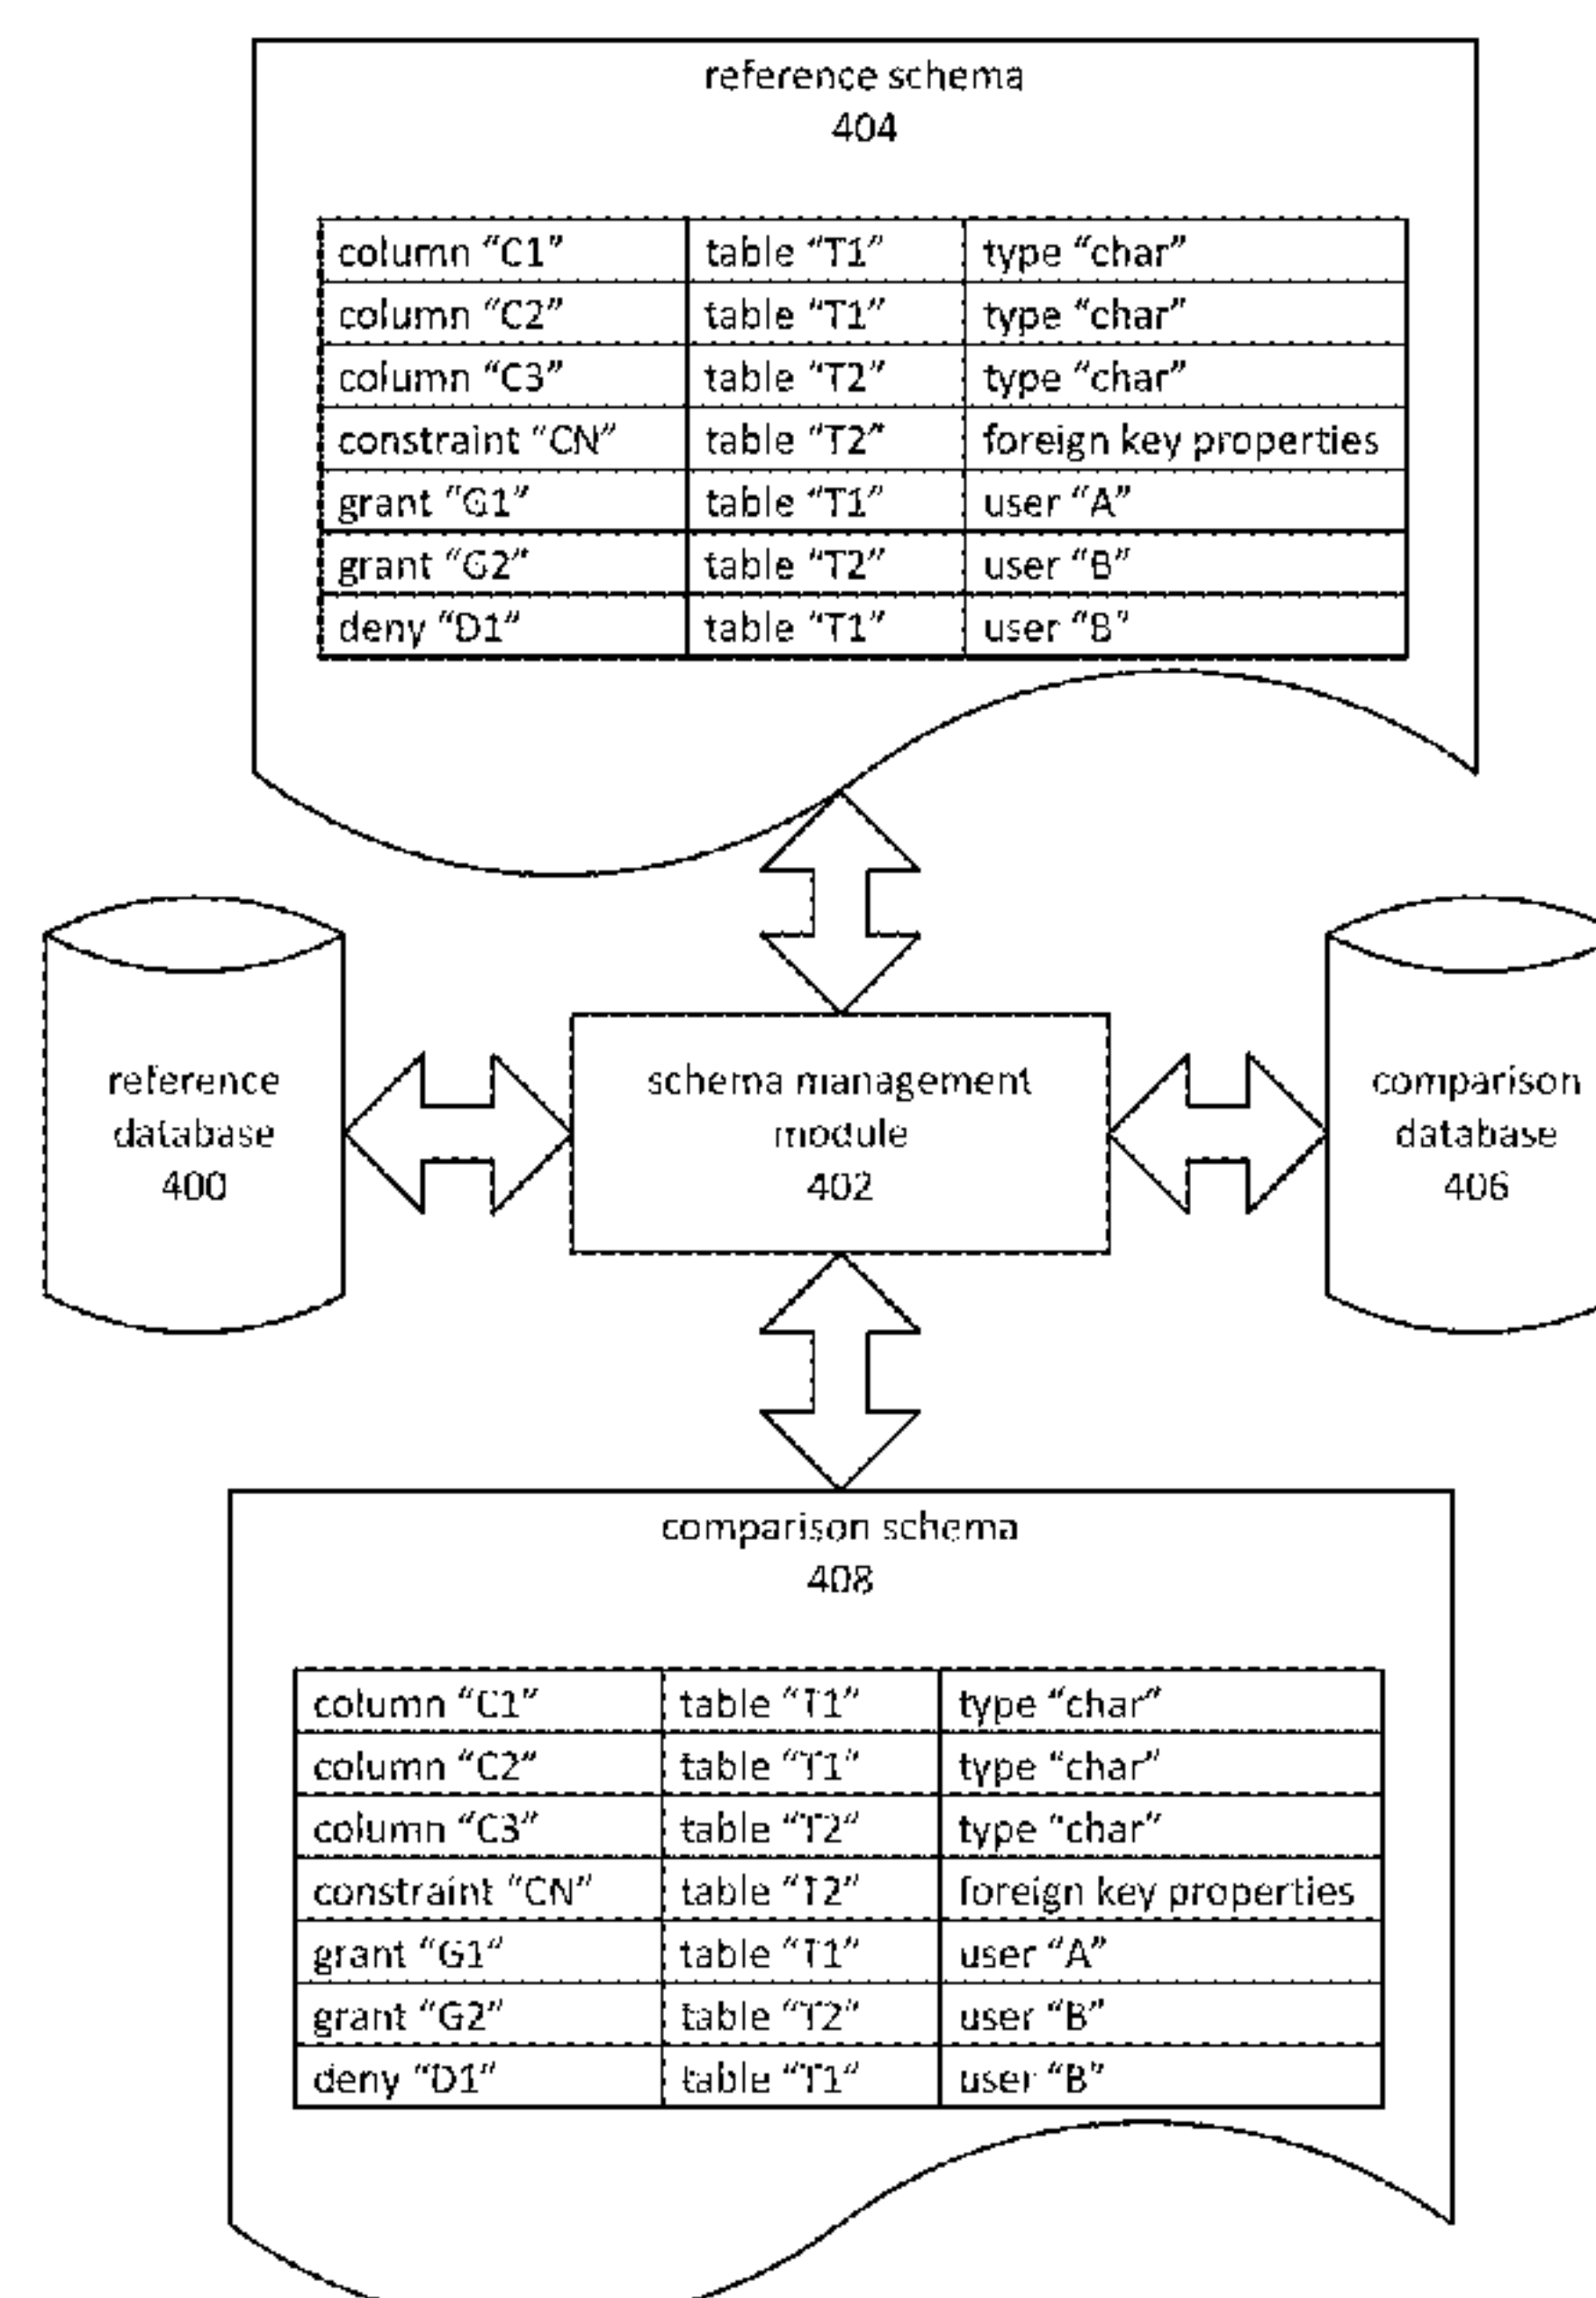 reference schema
404
column “C1” table “T1” type “char”
column “C2” table “T1” type “char”
column “C3” table “T2” type “char”
constraint “CN” table “T2” foreign key properties
grant “G1” table “T1” user “A”
grant “G2” table “T2” user “B”
deny “D1” table “T1” user “B”
reference
database
400
schema management
module
402
comparison
database
406
comparison schema
408
column “C1” table “T1” type “char”
column “C2” table “T1” type “char”
column “C3” table “T2” type “char”
constraint “CN” table “T2” foreign key properties
grant “G1” table “T1” user “A”
grant “G2” table “T2” user “B”
deny “D1” table “T1” user “B”